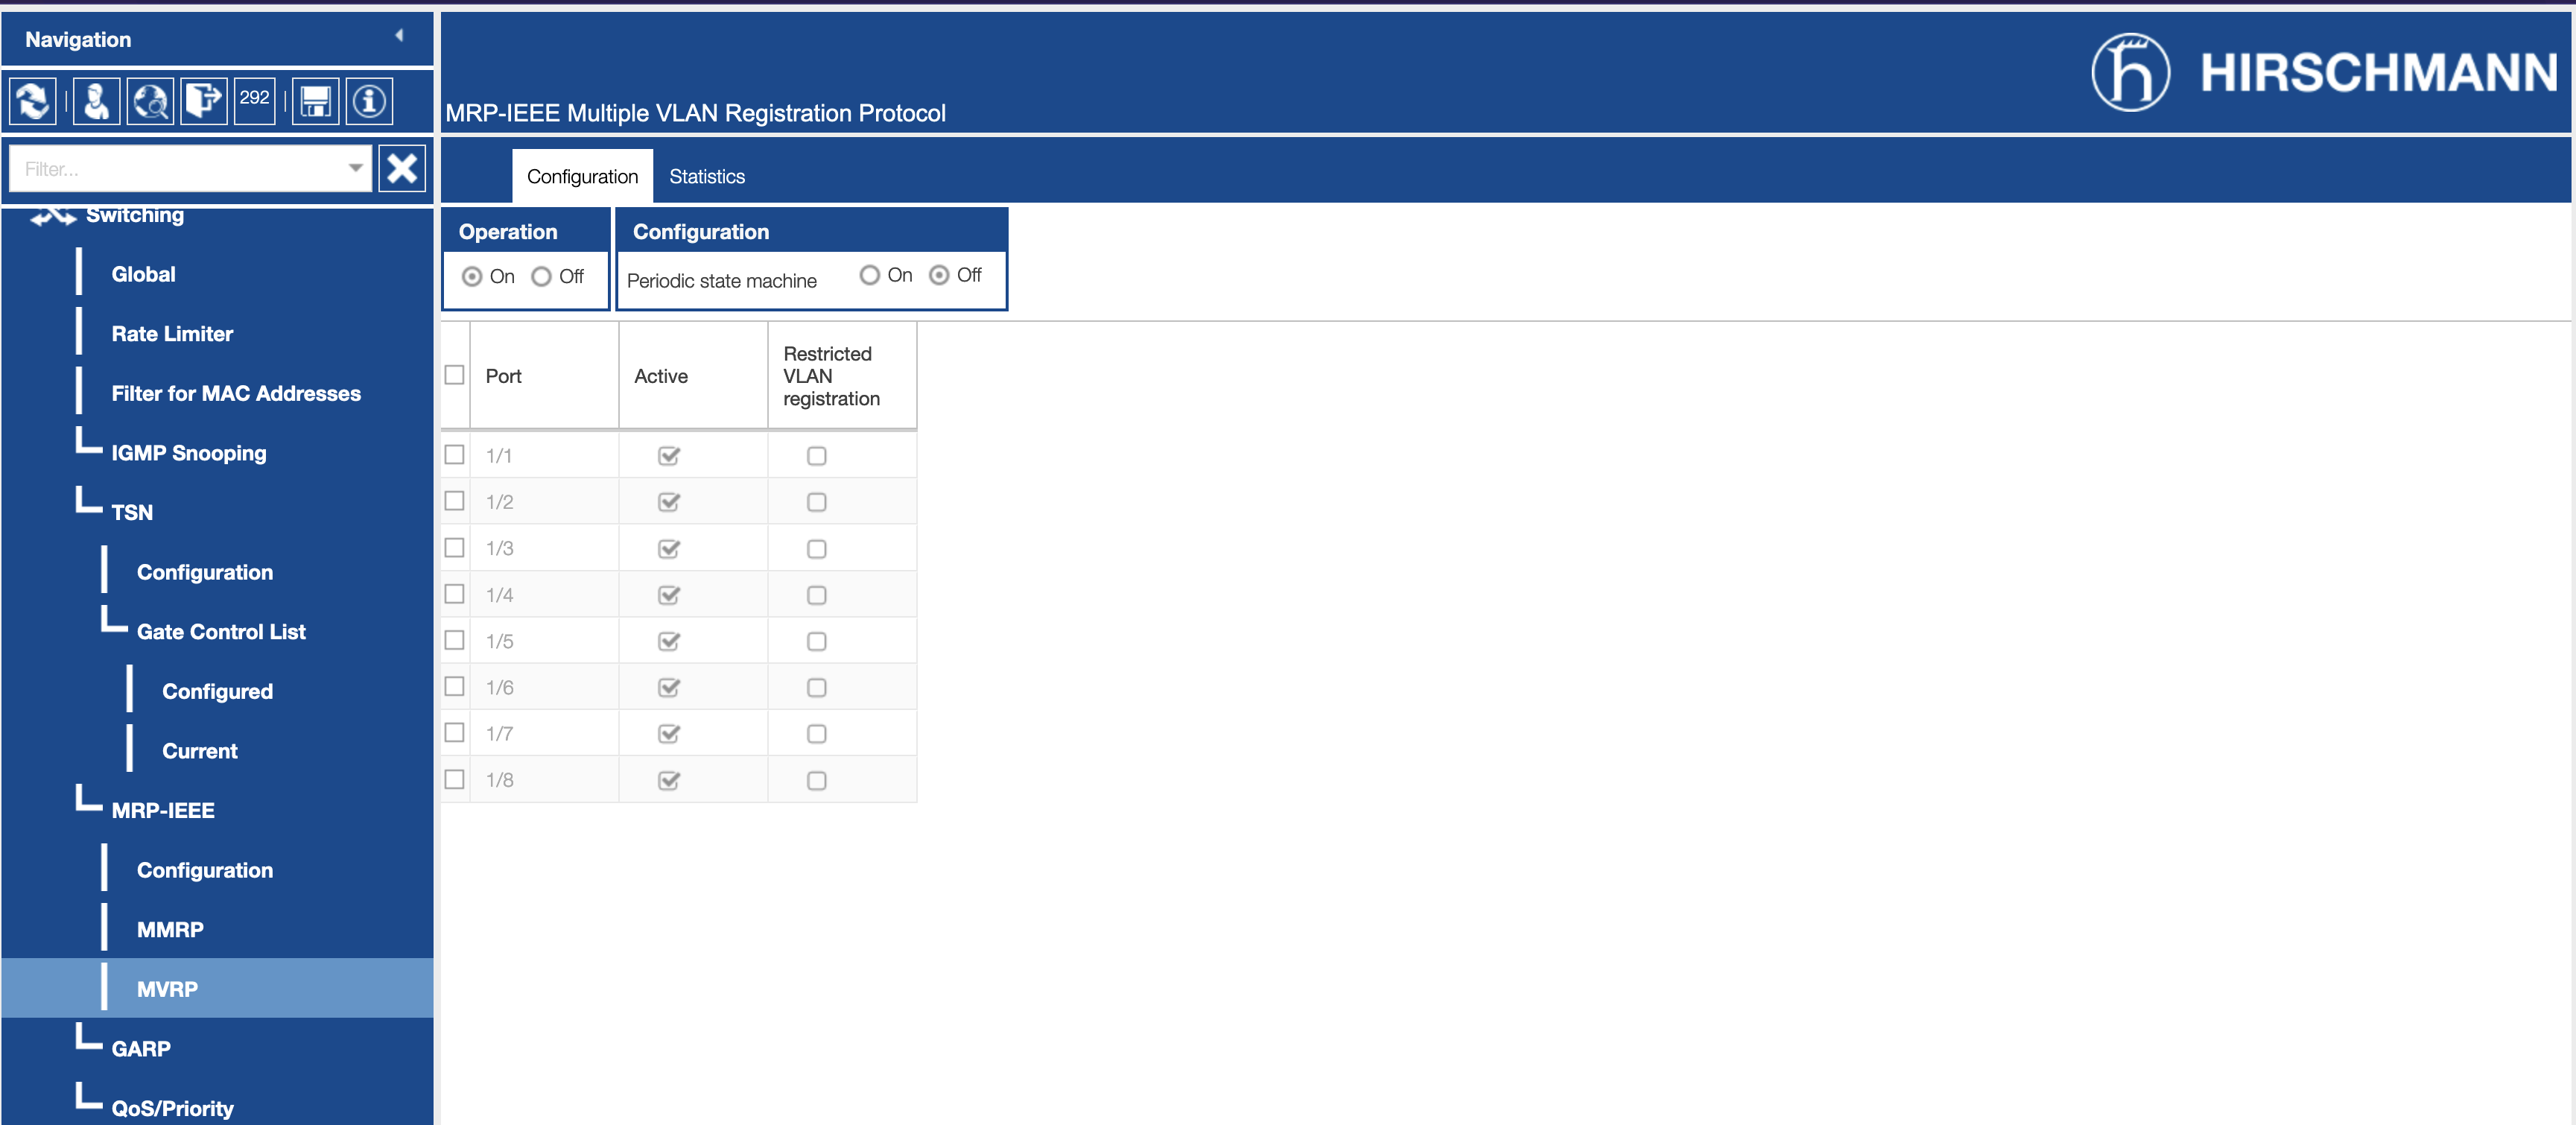 Navigation
292
Filter...
Switching
Global
Rate Limiter
Filter for MAC Addresses
IGMP Snooping
TSN
Configuration
Gate Control List
Configured
Current
MRP-IEEE
Configuration
MMRP
MVRP
GARP
QoS/Priority
HIRSCHMANN
MRP-IEEE Multiple VLAN Registration Protocol
Configuration Statistics
Operation Configuration
On Off Periodic state machine On Off
Port Active Restricted
VLAN
registration
1/1
1/2
1/3
1/4
1/5
1/6
1/7
1/8